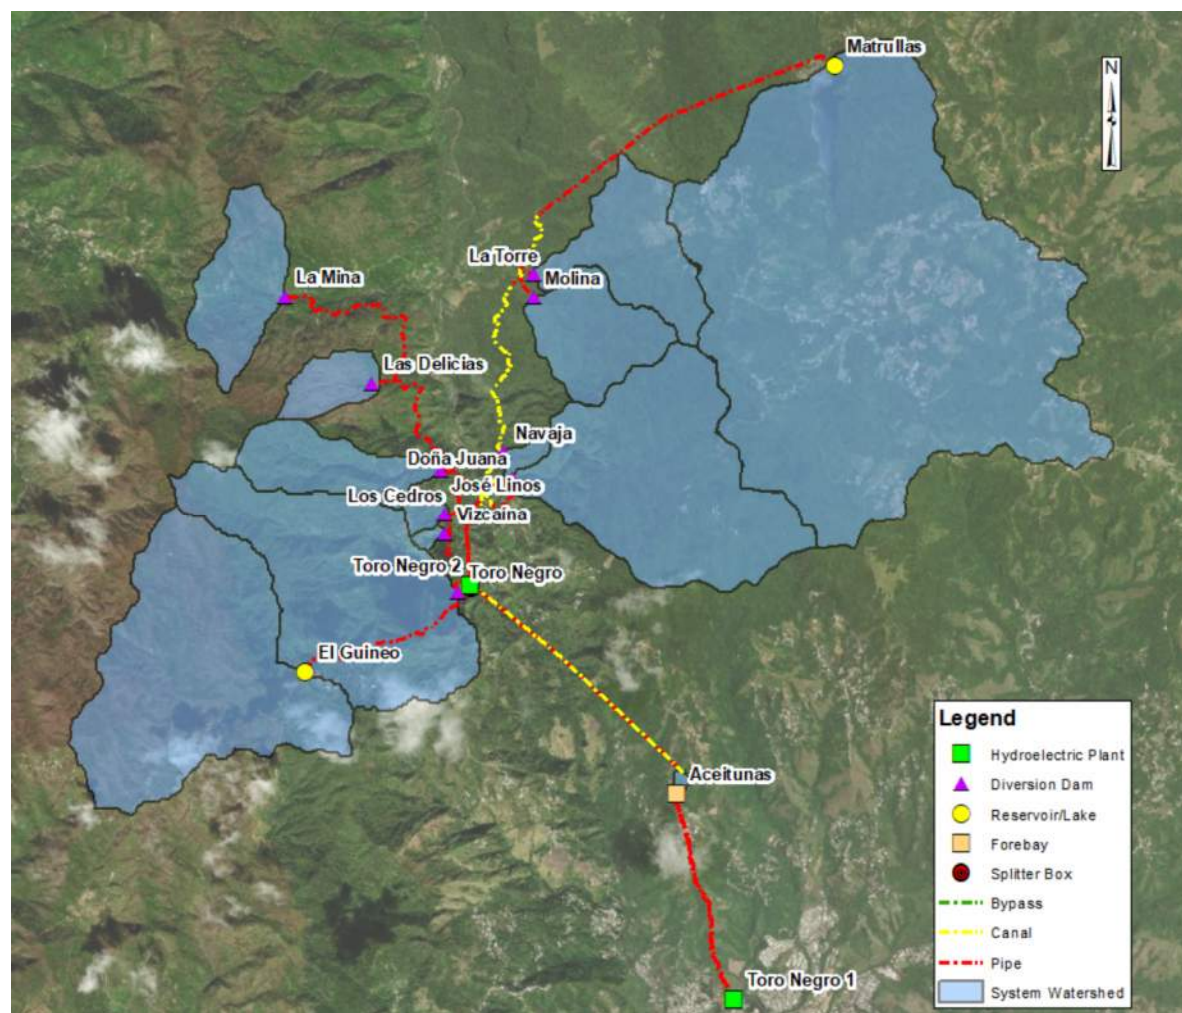 Matrullas
N
La Torre
La Mina
Molina
Las Delicias
Navaja
Doña Juana
José Linos
Los Cedros
Vizcaína
Toro Negro 2
Toro Negro
El Guineo
Legend
Hydroelectric Plant
Aceitunas
Diversion Dam
Reservoir/Lake
Forebay
Splitter Box
Bypass
Canal
Pipe
Toro Negro 1
System Watershed